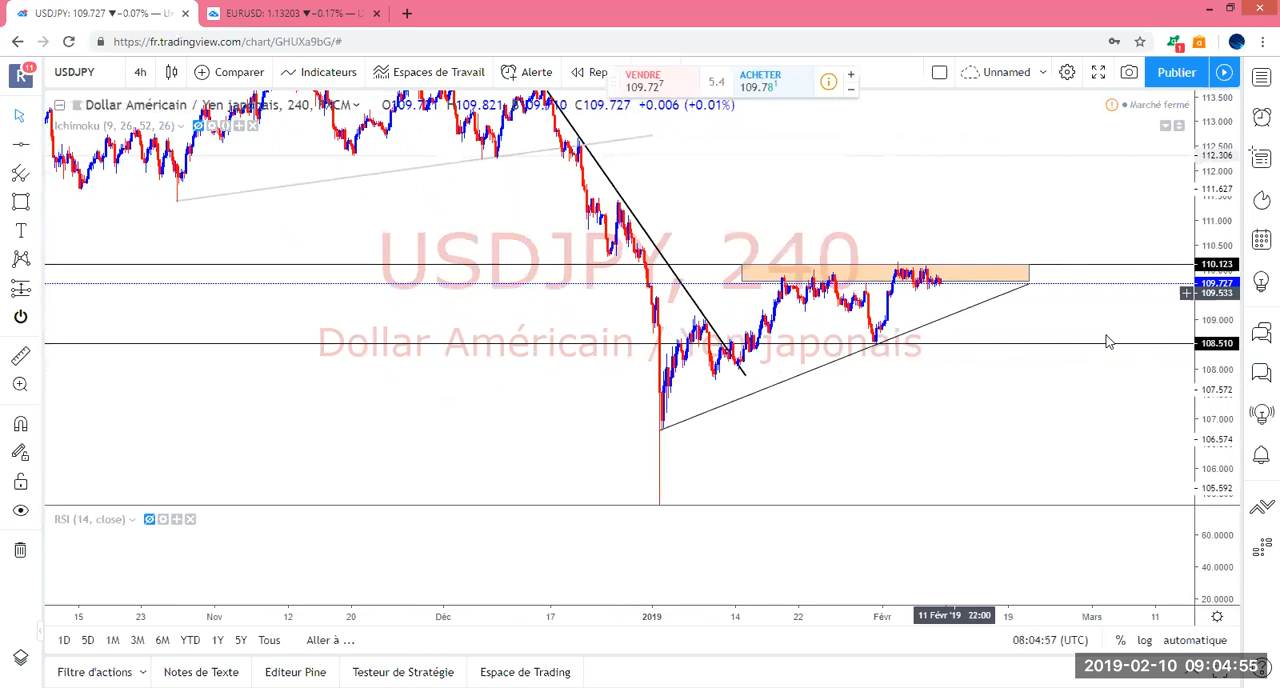 USDJPY: 109.727 ▼−0.07% — Un
EURUSD: 1.13203 ▼−0.17% — U
https://fr.tradingview.com/chart/GHUXa9bG/#
R 11
USDJPY 4h Comparer Indicateurs Espaces de Travail Alerte Rep
VENDRE
109.727
5.4
ACHETER
109.781
Unnamed
Publier
Dollar Américain / Yen japonais, 240, FXCM
H109.821 C109.727 +0.006 (+0.01%)
Marché fermé
Ichimoku (9, 26, 52, 26)
USDJPY, 240
Dollar Américain / Yen Japonais
113.500
113.000
112.500
112.306
111.627
111.000
110.500
110.123
109.727
109.533
109.000
108.510
108.000
107.572
107.000
106.574
106.000
105.592
RSI (14, close)
60.0000
40.0000
20.0000
15 23 Nov 12 20 Déc 17 2019 14 22 Févr 11 Févr '19 22:00 19 Mars 11
1D 5D 1M 3M 6M YTD 1Y 5Y Tous Aller à ...
08:04:57 (UTC) % log automatique
Filtre d'actions Notes de Texte Editeur Pine Testeur de Stratégie Espace de Trading
2019-02-10 09:04:55